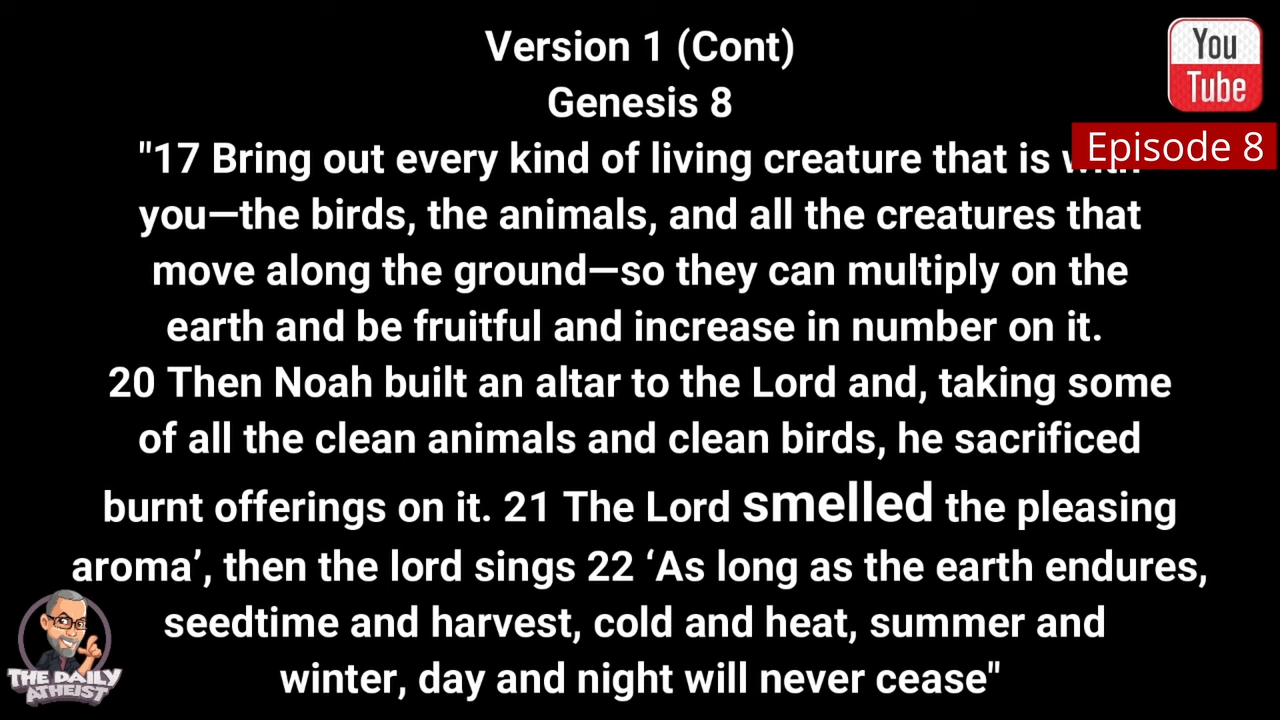 Version 1 (Cont)
Genesis 8
"17 Bring out every kind of living creature that is with
you—the birds, the animals, and all the creatures that
move along the ground—so they can multiply on the
earth and be fruitful and increase in number on it.
20 Then Noah built an altar to the Lord and, taking some
of all the clean animals and clean birds, he sacrificed
burnt offerings on it. 21 The Lord smelled the pleasing
aroma’, then the lord sings 22 ‘As long as the earth endures,
seedtime and harvest, cold and heat, summer and
winter, day and night will never cease"
You
Tube
Episode 8
THE DAILY
ATHEIST